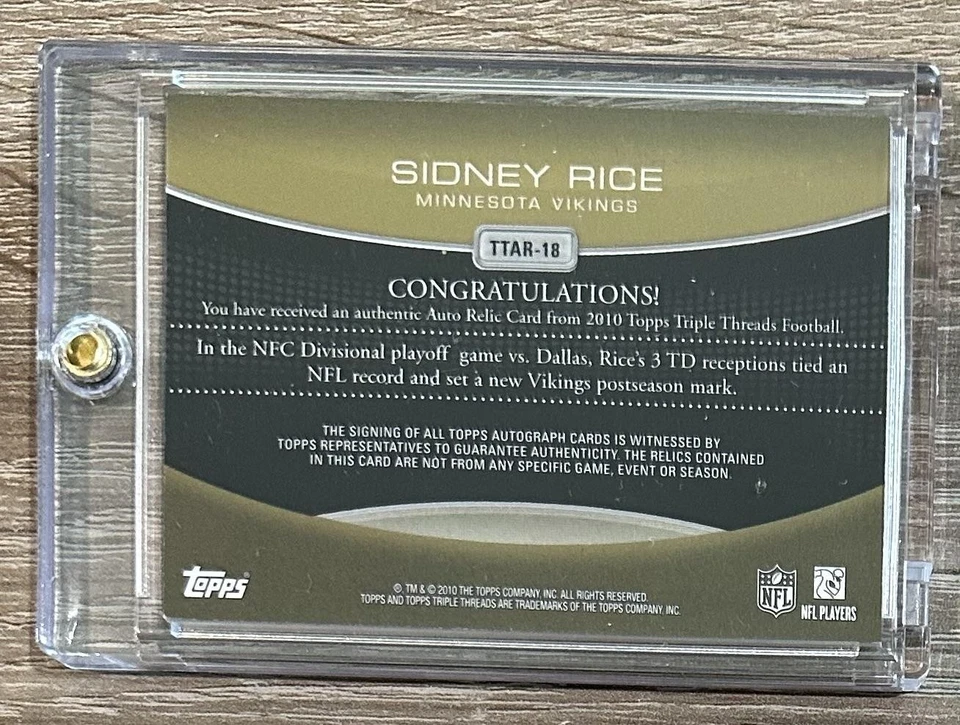 SIDNEY RICE
MINNESOTA VIKINGS
TTAR-18
CONGRATULATIONS!
You have received an authentic Auto Relic Card from 2010 Topps Triple Threads Football.
In the NFC Divisional playoff game vs. Dallas, Rice's 3 TD receptions tied an
NFL record and set a new Vikings postseason mark.
THE SIGNING OF ALL TOPPS AUTOGRAPH CARDS IS WITNESSED BY
TOPPS REPRESENTATIVES TO GUARANTEE AUTHENTICITY. THE RELICS CONTAINED
IN THIS CARD ARE NOT FROM ANY SPECIFIC GAME, EVENT OR SEASON.
topps
®, TM & © 2010 THE TOPPS COMPANY, INC. ALL RIGHTS RESERVED.
TOPPS AND TOPPS TRIPLE THREADS ARE TRADEMARKS OF THE TOPPS COMPANY, INC.
NFL
NFL PLAYERS